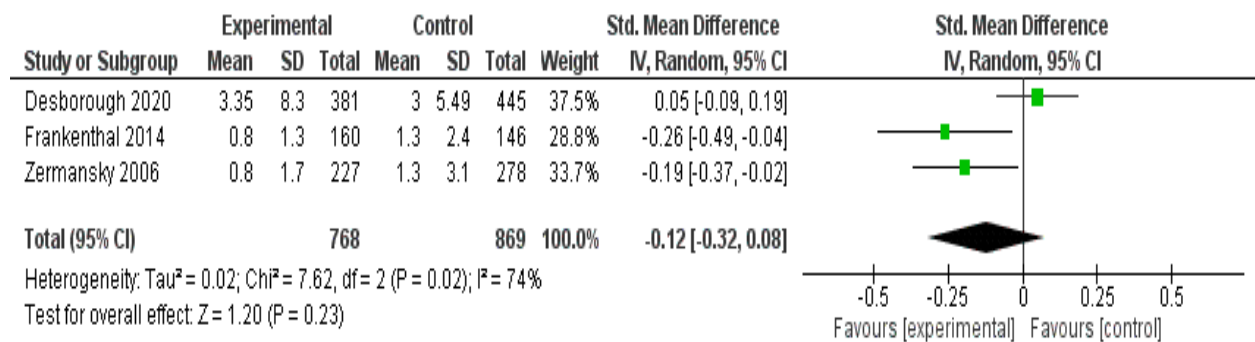 Experimental Control Std. Mean Difference Std. Mean Difference
Study or Subgroup Mean SD Total Mean SD Total Weight IV, Random, 95% CI IV, Random, 95% CI
Desborough 2020 3.35 8.3 381 3 5.49 445 37.5% 0.05 [-0.09, 0.19]
Frankenthal 2014 0.8 1.3 160 1.3 2.4 146 28.8% -0.26 [-0.49, -0.04]
Zermansky 2006 0.8 1.7 227 1.3 3.1 278 33.7% -0.19 [-0.37, -0.02]
Total (95% CI) 768 869 100.0% -0.12 [-0.32, 0.08]
Heterogeneity: Tau² = 0.02; Chi² = 7.62, df = 2 (P = 0.02); I² = 74%
Test for overall effect: Z = 1.20 (P = 0.23)
-0.5 -0.25 0 0.25 0.5
Favours [experimental] Favours [control]